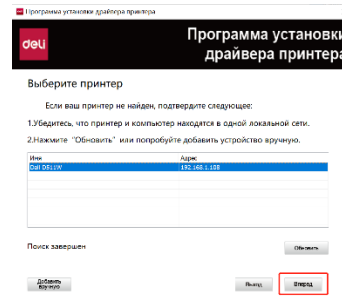 Программа установки драйвера принтера
deli
Программа установки
драйвера принтера
Выберите принтер
Если ваш принтер не найден, подтвердите следующее:
1.Убедитесь, что принтер и компьютер находятся в одной локальной сети.
2.Нажмите "Обновить" или попробуйте добавить устройство вручную.
Имя Адрес
192.168.1.108
Поиск завершен
Обновить
Добавить вручную
Выход
Вперед